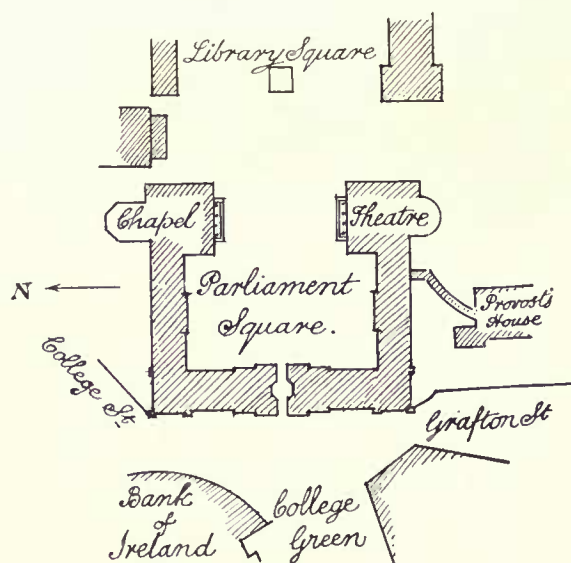 Library Square
Chapel
Theatre
N
Parliament
Square.
Provost's
House
College St
Grafton St
Bank
of
Ireland
College
Green